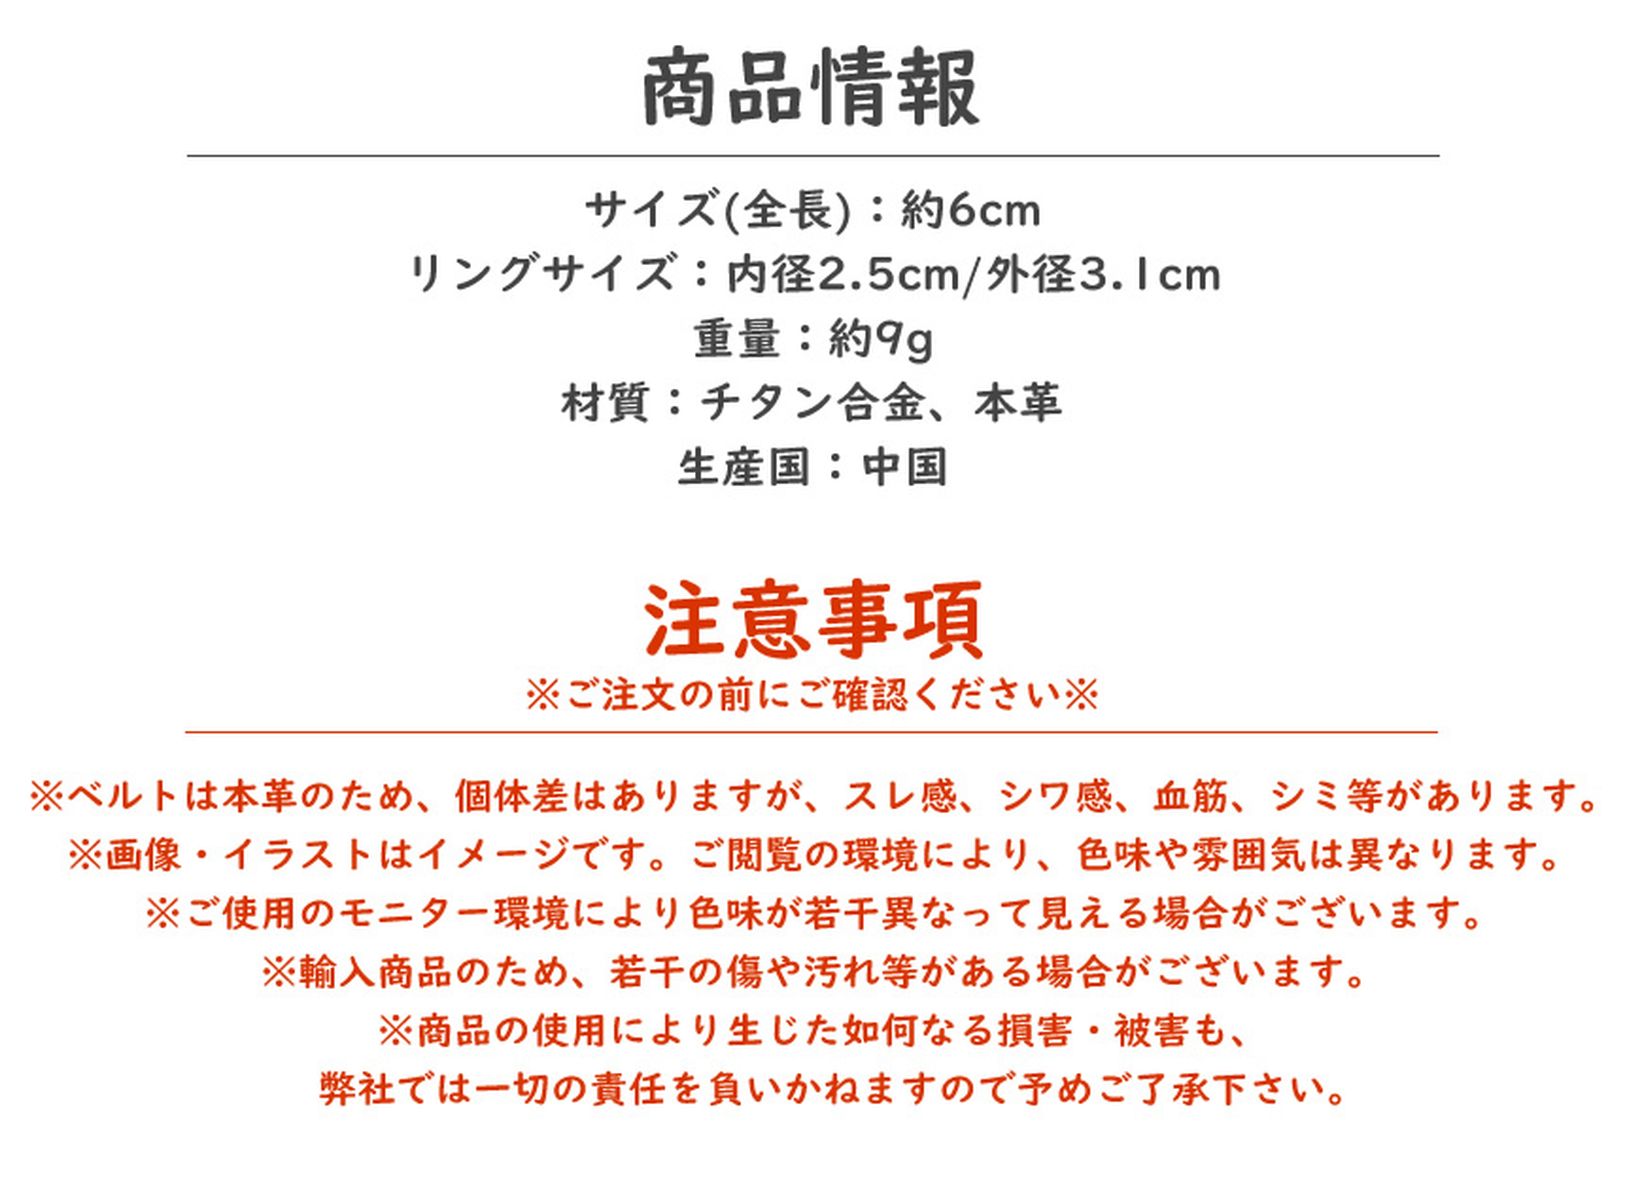 商品情報
サイズ(全長)：約6cm
リングサイズ：内径2.5cm/外径3.1cm
重量：約9g
材質：チタン合金、本革
生産国：中国
注意事項
※ご注文の前にご確認ください※
※ベルトは本革のため、個体差はありますが、スレ感、シワ感、血筋、シミ等があります。
※画像・イラストはイメージです。ご閲覧の環境により、色味や雰囲気は異なります。
※ご使用のモニター環境により色味が若干異なって見える場合がございます。
※輸入商品のため、若干の傷や汚れ等がある場合がございます。
※商品の使用により生じた如何なる損害・被害も、
弊社では一切の責任を負いかねますので予めご了承下さい。